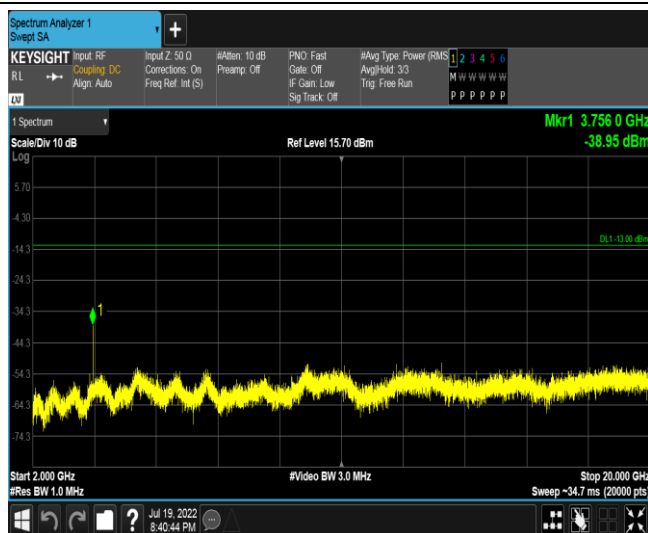 Spectrum Analyzer 1
Swept SA
+
KEYSIGHT
RL
LXI
Input: RF
Coupling: DC
Align: Auto
Input Z: 50 Ω
Corrections: On
Freq Ref: Int (S)
#Atten: 10 dB
Preamp: Off
PNO: Fast
Gate: Off
IF Gain: Low
Sig Track: Off
#Avg Type: Power (RMS
Avg|Hold: 3/3
Trig: Free Run
1 2 3 4 5 6
M W W W W W
P P P P P P
1 Spectrum
Mkr1 3.756 0 GHz
Scale/Div 10 dB
Ref Level 15.70 dBm
-38.95 dBm
Log
5.70
-4.30
DL1 -13.00 dBm
-14.3
-24.3
-34.3
1
-44.3
-54.3
-64.3
-74.3
Start 2.000 GHz
#Video BW 3.0 MHz
Stop 20.000 GHz
#Res BW 1.0 MHz
Sweep ~34.7 ms (20000 pts)
?
Jul 19, 2022
8:40:44 PM